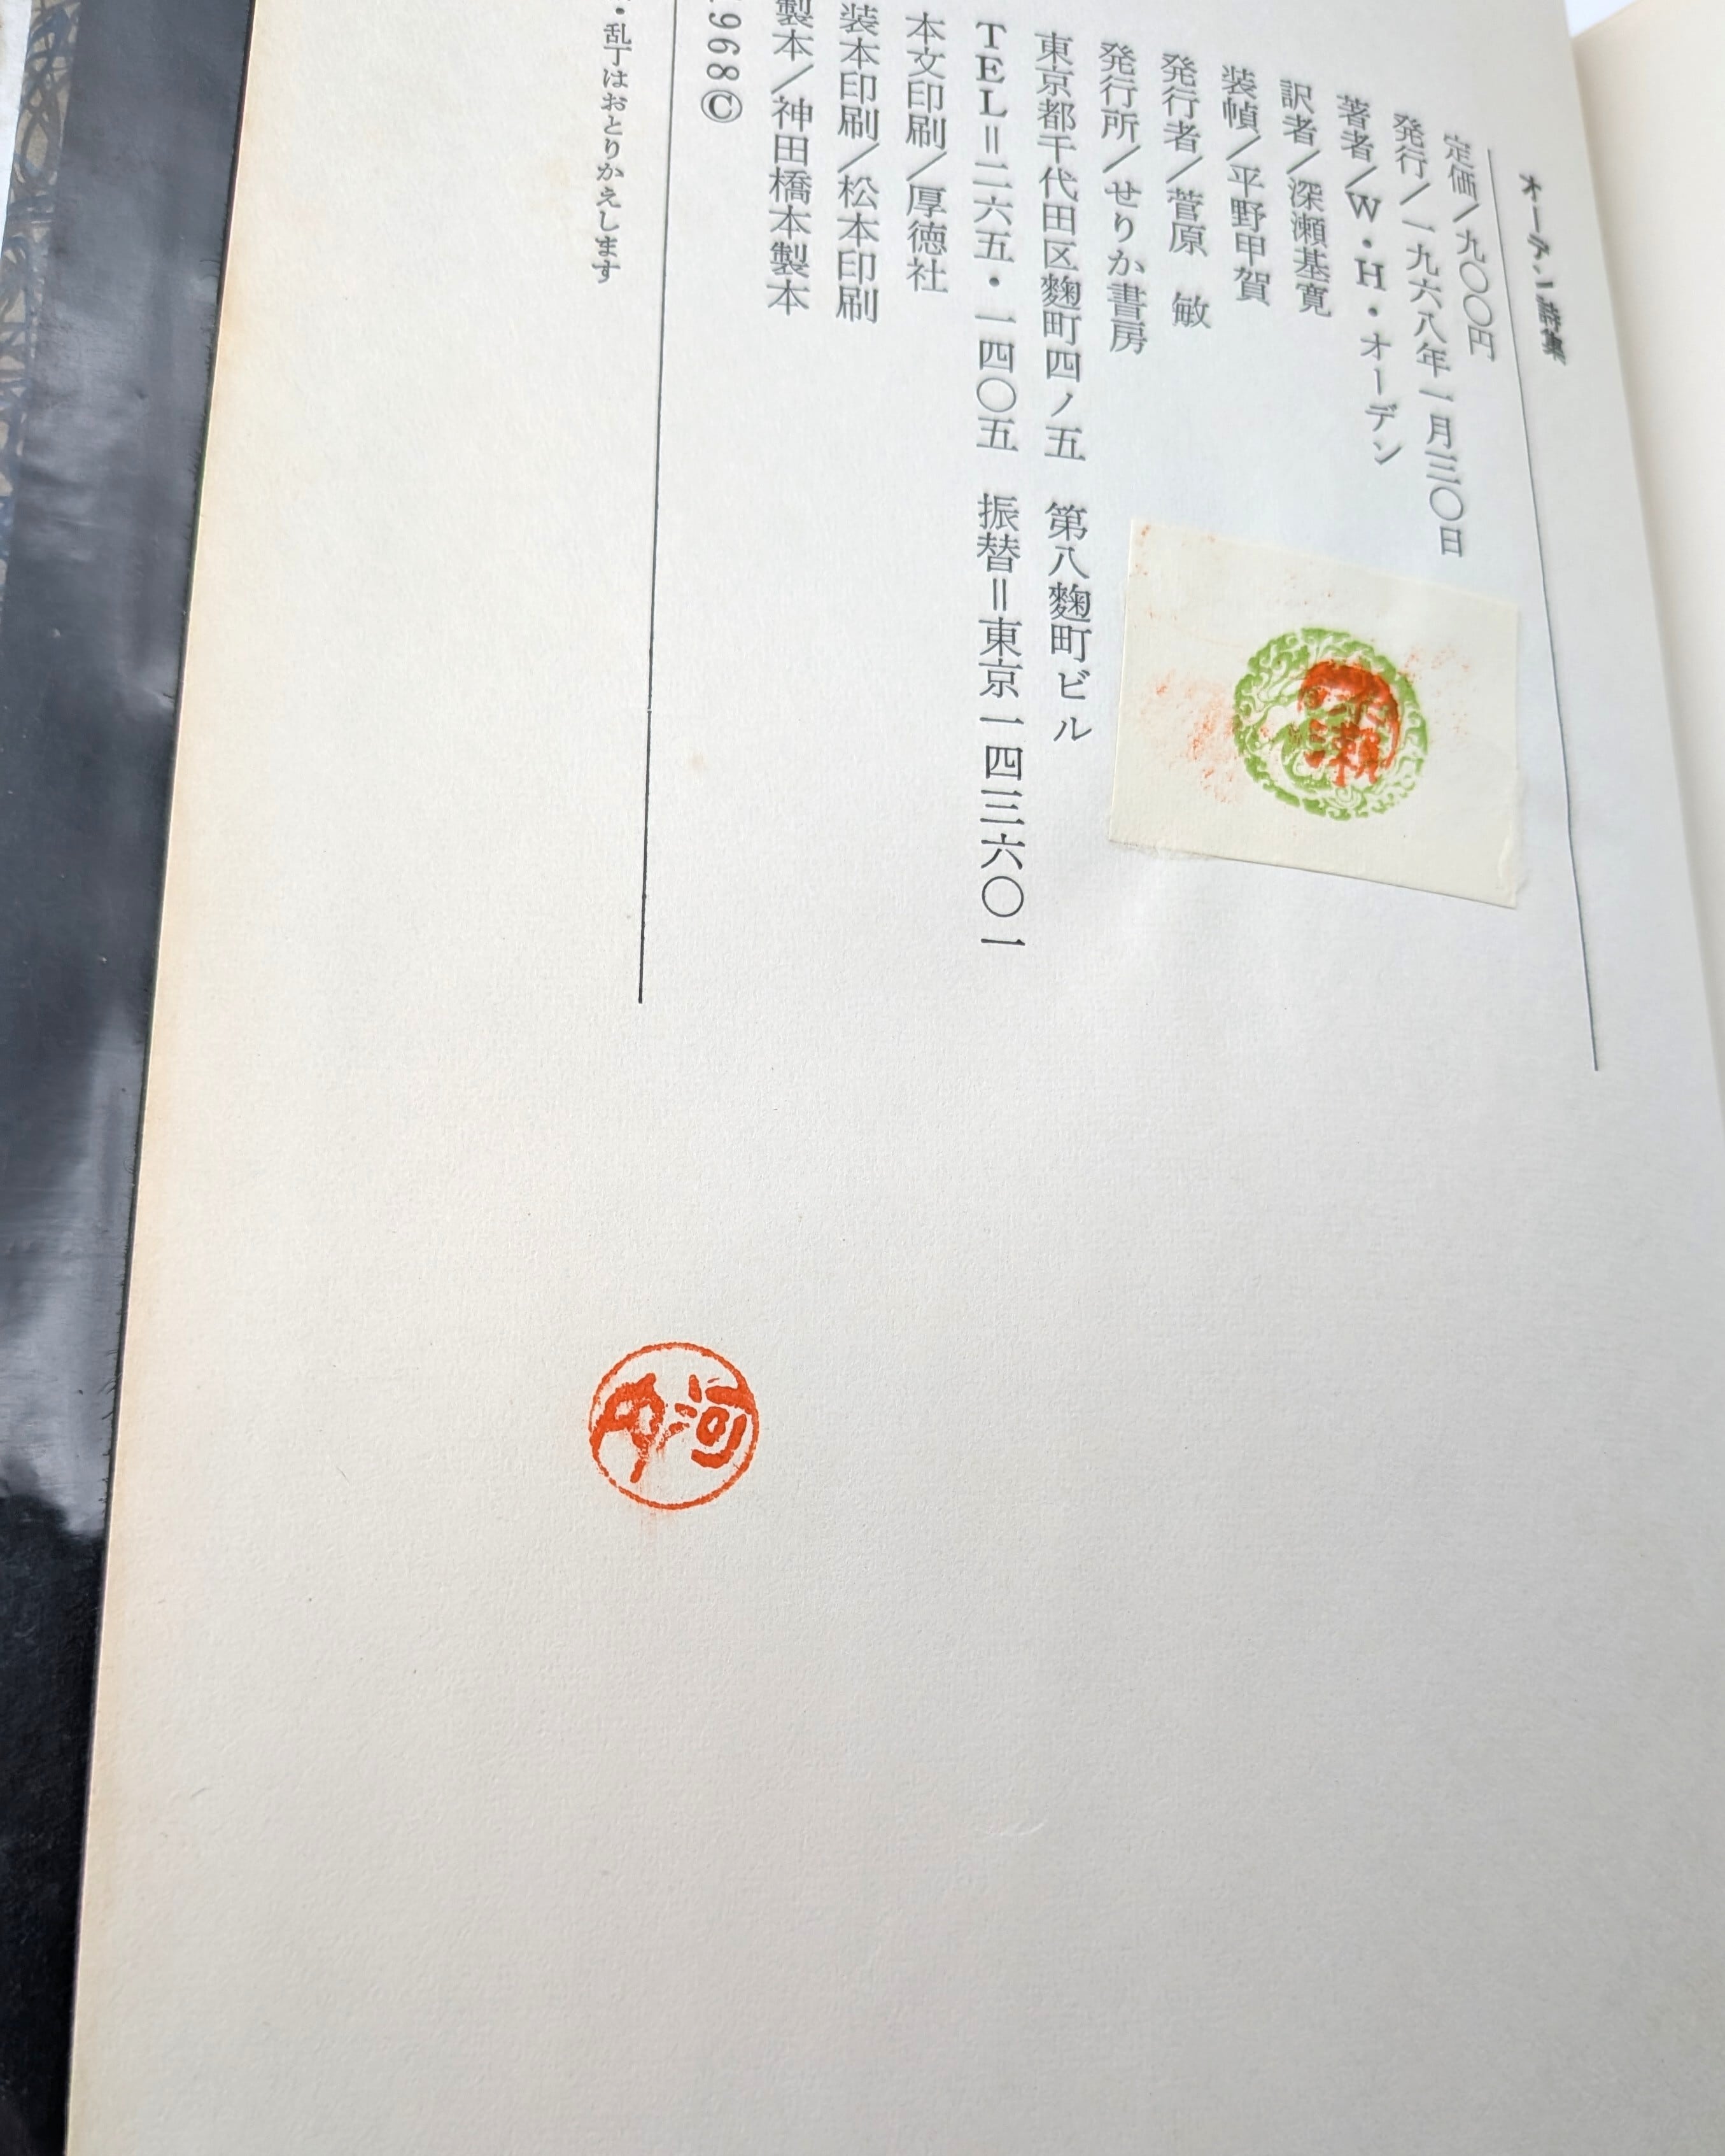 オーデン詩集
定価/九〇〇円
発行/一九六八年一月三〇日
著者/W・H・オーデン
訳者/深瀬基寛
装幀/平野甲賀
発行者/菅原 敏
発行所/せりか書房
東京都千代田区麴町四ノ五 第八麴町ビル
TEL=二六五・一四〇五 振替=東京一四三六〇一
本文印刷/厚徳社
装本印刷/松本印刷
製本/神田橋本製本
1968©
・乱丁はおとりかえします
深瀬
河